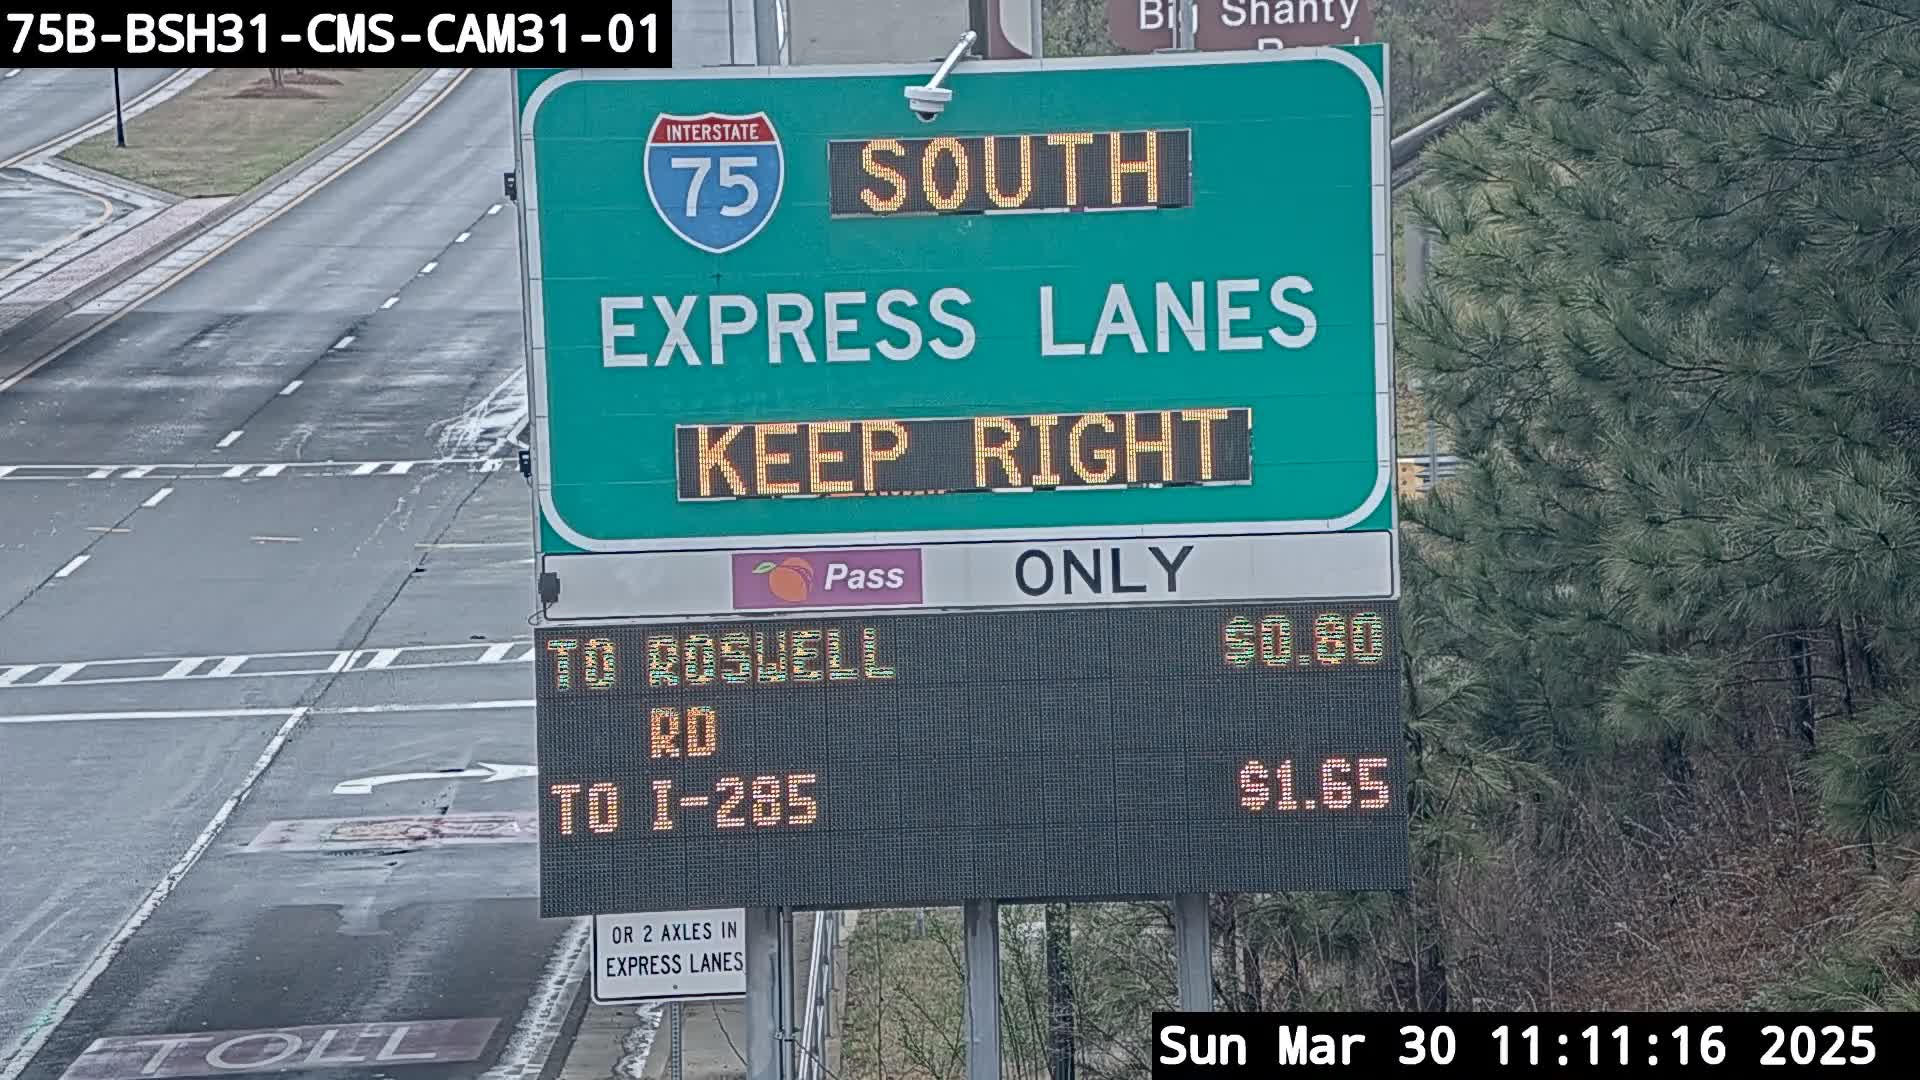 75B-BSH31-CMS-CAM31-01
Big Shanty
INTERSTATE
75
SOUTH
EXPRESS LANES
KEEP RIGHT
Pass ONLY
TO ROSWELL $0.80
RD
TO I-285 $1.65
OR 2 AXLES IN
EXPRESS LANES
TOLL
Sun Mar 30 11:11:16 2025